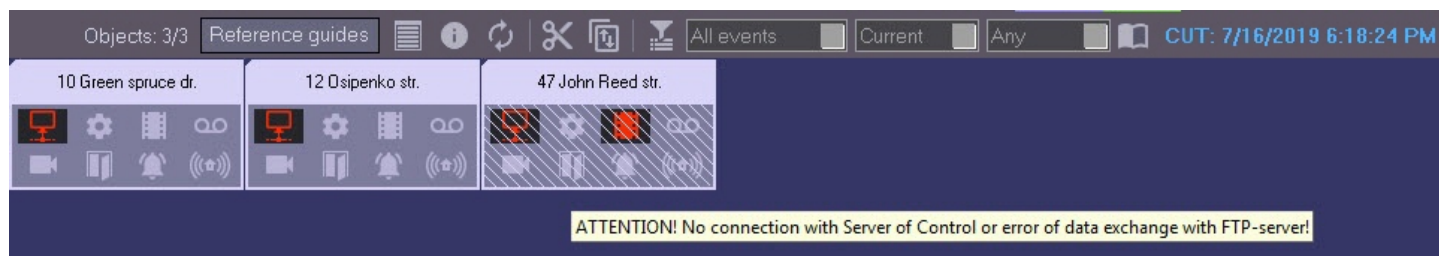 Objects: 3/3 Reference guides All events Current Any CUT: 7/16/2019 6:18:24 PM
10 Green spruce dr. 12 Osipenko str. 47 John Reed str.
ATTENTION! No connection with Server of Control or error of data exchange with FTP-server!